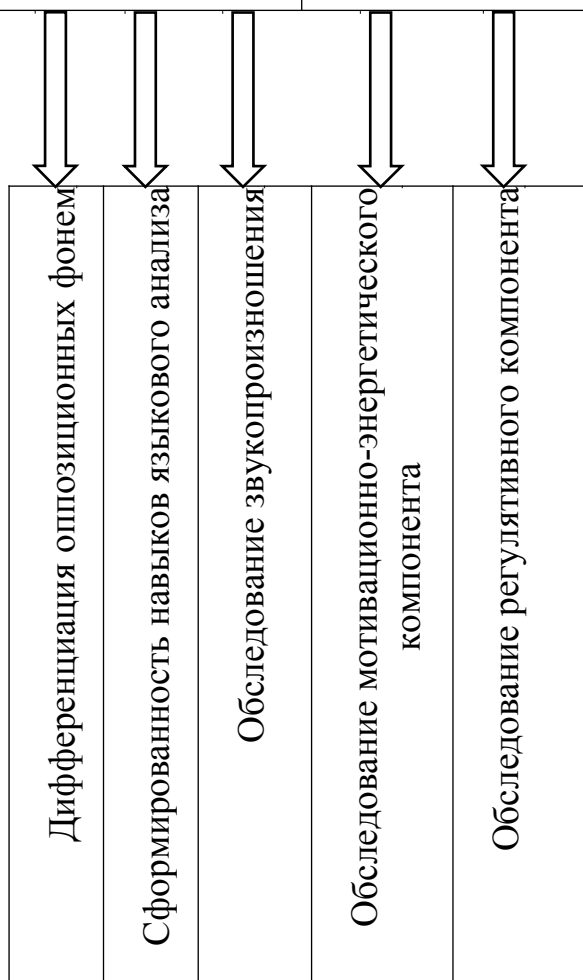 Дифференциация оппозиционных фонем
Сформированность навыков языкового анализа
Обследование звукопроизношения
Обследование мотивационно-энергетического
компонента
Обследование регулятивного компонента